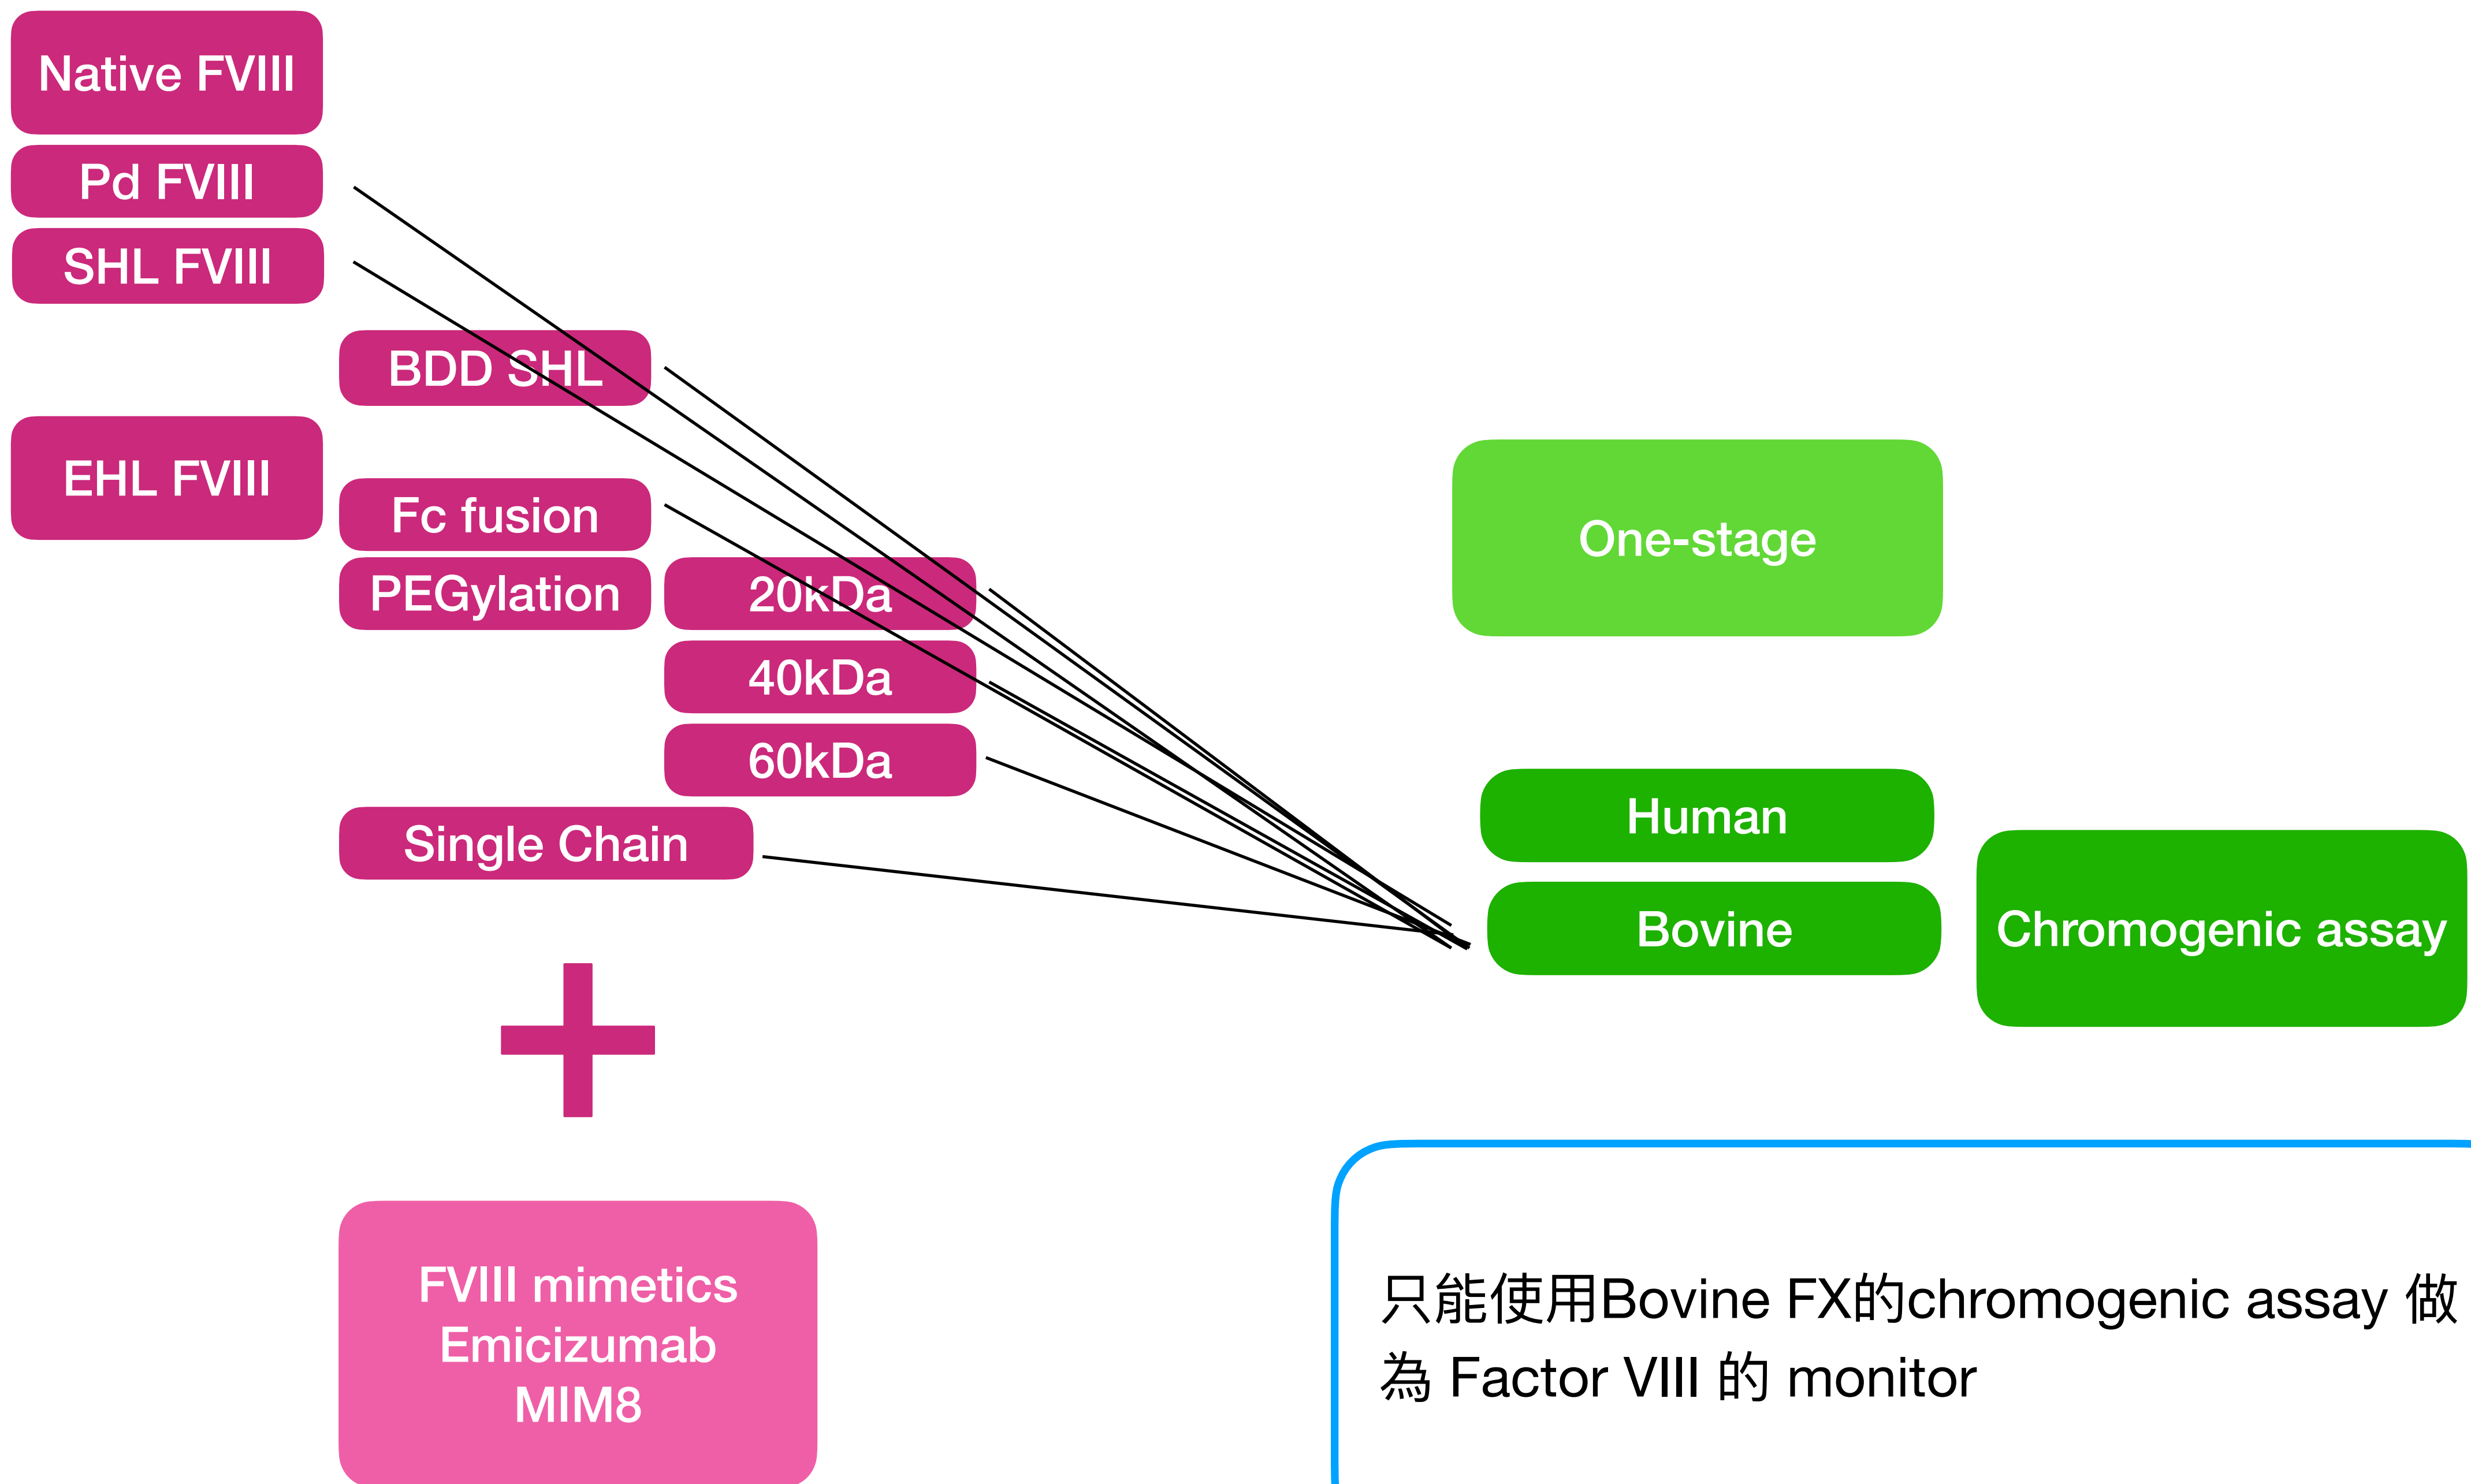 Native FVIII
Pd FVIII
SHL FVIII
BDD SHL
EHL FVIII
Fc fusion
PEGylation
20kDa
40kDa
60kDa
Single Chain
One-stage
Human
Bovine
Chromogenic assay
FVIII mimetics
Emicizumab
MIM8
只能使用Bovine FX的chromogenic assay 做
為 Factor VIII 的 monitor